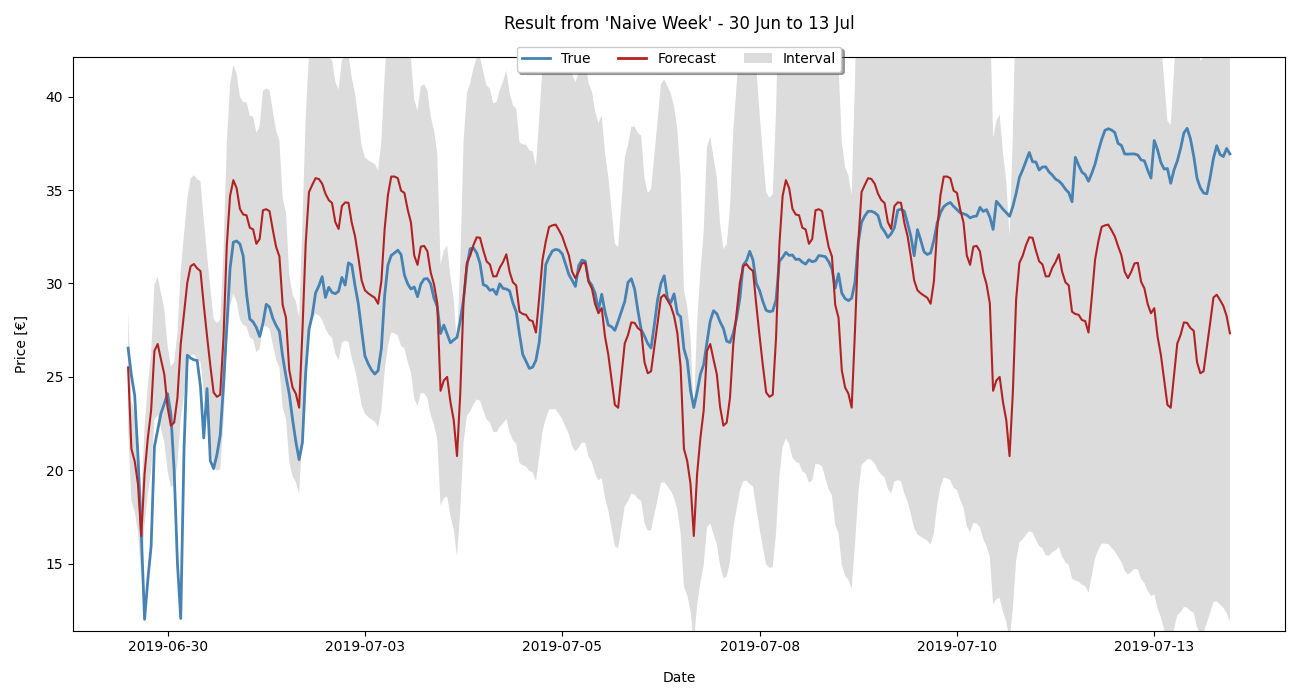 Result from 'Naive Week' - 30 Jun to 13 Jul
True Forecast Interval
40
35
30
25
20
15
Price [€]
2019-06-30 2019-07-03 2019-07-05 2019-07-08 2019-07-10 2019-07-13
Date